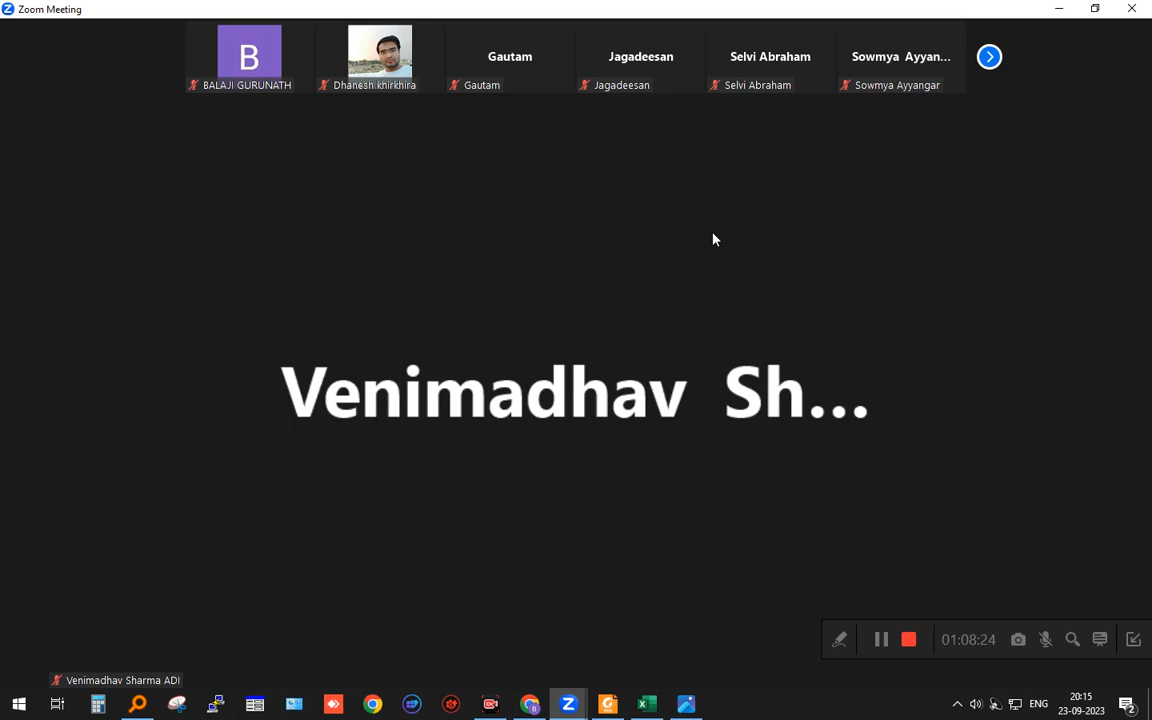 Zoom Meeting
B
Gautam
Jagadeesan
Selvi Abraham
Sowmya Ayyan...
BALAJI GURUNATH
Dhanesh khirkhira
Gautam
Jagadeesan
Selvi Abraham
Sowmya Ayyangar
Venimadhav Sh...
01:08:24
Venimadhav Sharma ADI
ENG
20:15
23-09-2023
2